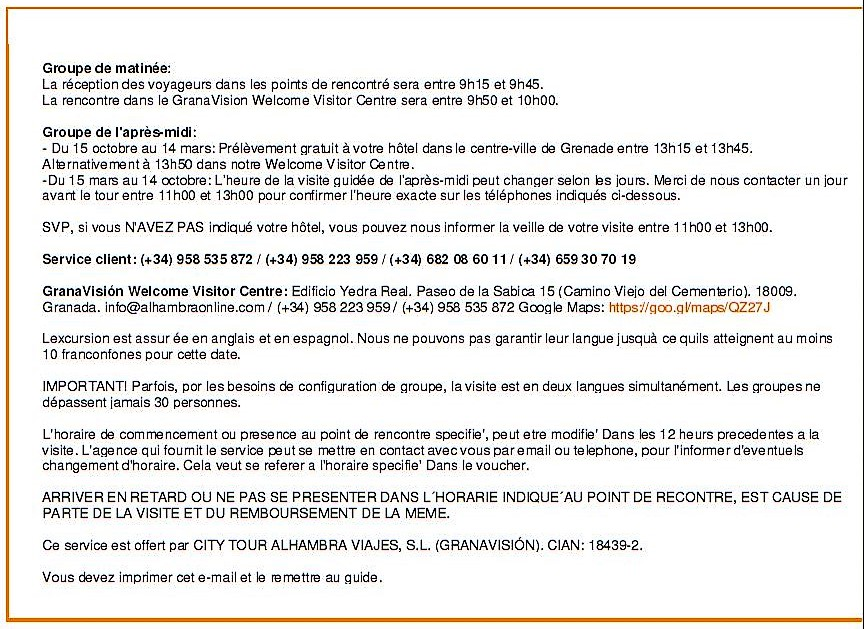 Groupe de matinée:
La réception des voyageurs dans les points de rencontré sera entre 9h15 et 9h45.
La rencontre dans le GranaVision Welcome Visitor Centre sera entre 9h50 et 10h00.
Groupe de l'après-midi:
- Du 15 octobre au 14 mars: Prélèvement gratuit à votre hôtel dans le centre-ville de Grenade entre 13h15 et 13h45.
Alternativement à 13h50 dans notre Welcome Visitor Centre.
-Du 15 mars au 14 octobre: L'heure de la visite guidée de l'après-midi peut changer selon les jours. Merci de nous contacter un jour
avant le tour entre 11h00 et 13h00 pour confirmer l'heure exacte sur les téléphones indiqués ci-dessous.
SVP, si vous N'AVEZ PAS indiqué votre hôtel, vous pouvez nous informer la veille de votre visite entre 11h00 et 13h00.
Service client: (+34) 958 535 872 / (+34) 958 223 959 / (+34) 682 08 60 11 / (+34) 659 30 70 19
GranaVisión Welcome Visitor Centre: Edificio Yedra Real. Paseo de la Sabica 15 (Camino Viejo del Cementerio). 18009.
Granada. info@alhambraonline.com / (+34) 958 223 959 / (+34) 958 535 872 Google Maps: https://goo.gl/maps/QZ27J
Lexcursion est assur ée en anglais et en espagnol. Nous ne pouvons pas garantir leur langue jusquà ce quils atteignent au moins
10 franconfones pour cette date.
IMPORTANT! Parfois, por les besoins de configuration de groupe, la visite est en deux langues simultanément. Les groupes ne
dépassent jamais 30 personnes.
L'horaire de commencement ou presence au point de rencontre specifie', peut etre modifie' Dans les 12 heurs precedentes a la
visite. L'agence qui fournit le service peut se mettre en contact avec vous par email ou telephone, pour l'informer d'eventuels
changement d'horaire. Cela veut se referer a l'horaire specifie' Dans le voucher.
ARRIVER EN RETARD OU NE PAS SE PRESENTER DANS L´HORARIE INDIQUE´AU POINT DE RECONTRE, EST CAUSE DE
PARTE DE LA VISITE ET DU REMBOURSEMENT DE LA MEME.
Ce service est offert par CITY TOUR ALHAMBRA VIAJES, S.L. (GRANAVISIÓN). CIAN: 18439-2.
Vous devez imprimer cet e-mail et le remettre au guide.